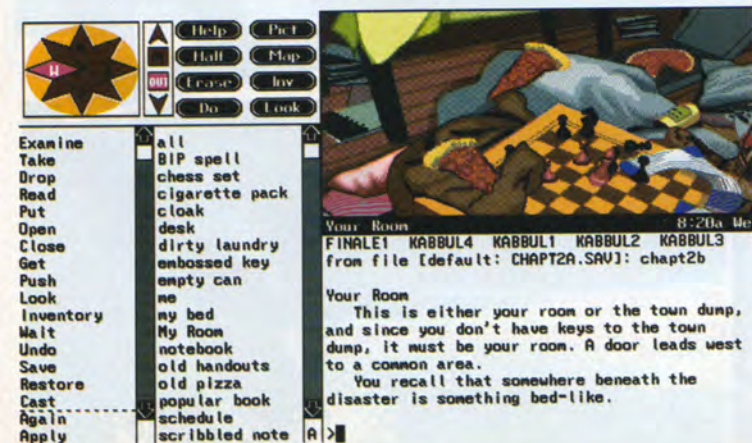 W
OUT
Help Pict
Halt Map
Erase Inv
Do Look
Examine
Take
Drop
Read
Put
Open
Close
Get
Push
Look
Inventory
Wait
Undo
Save
Restore
Cast
Again
Apply
all
BIP spell
chess set
cigarette pack
cloak
desk
dirty laundry
embossed key
empty can
me
my bed
My Room
notebook
old handouts
old pizza
popular book
schedule
scribbled note
A
Your Room 8:20a We
FINALE1 KABBUL4 KABBUL1 KABBUL2 KABBUL3
from file [default: CHAPT2A.SAV]: chapt2b
Your Room
This is either your room or the town dump,
and since you don't have keys to the town
dump, it must be your room. A door leads west
to a common area.
You recall that somewhere beneath the
disaster is something bed-like.
>